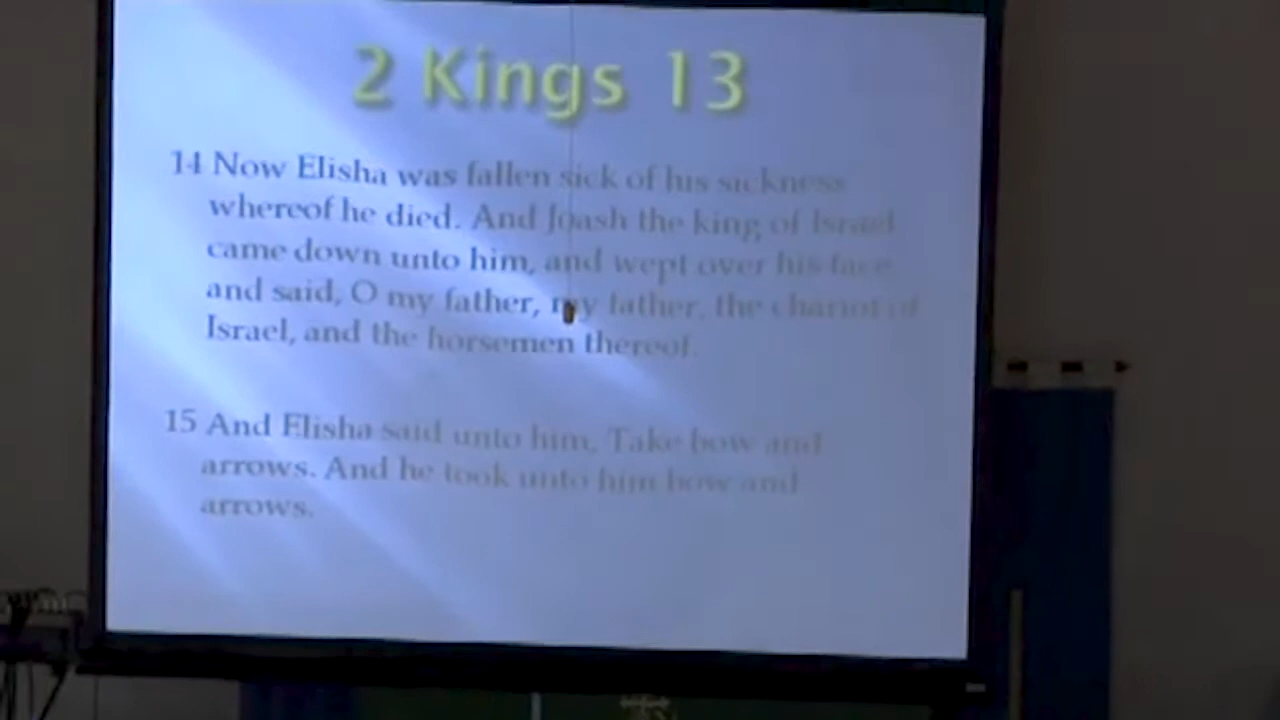 2 Kings 13
14 Now Elisha was fallen sick of his sickness
whereof he died. And Joash the king of Israel
came down unto him, and wept over his face,
and said, O my father, my father, the chariot of
Israel, and the horsemen thereof.
15 And Elisha said unto him, Take bow and
arrows. And he took unto him bow and
arrows.